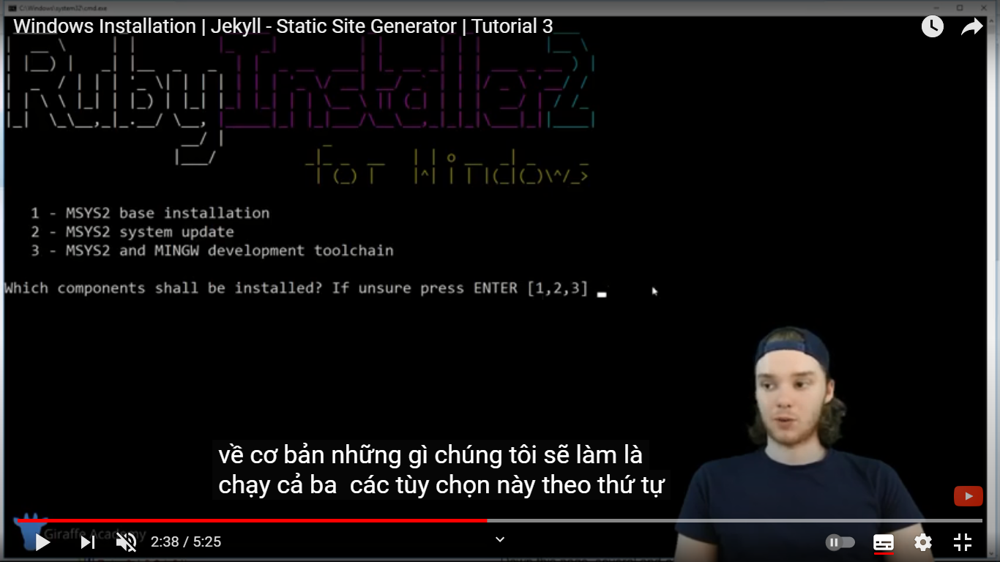 C:\Windows\system32\cmd.exe
Windows Installation | Jekyll - Static Site Generator | Tutorial 3
RubyInstaller2
for Windows
1 - MSYS2 base installation
2 - MSYS2 system update
3 - MSYS2 and MINGW development toolchain
Which components shall be installed? If unsure press ENTER [1,2,3]
về cơ bản những gì chúng tôi sẽ làm là
chạy cả ba các tùy chọn này theo thứ tự
Giraffe Academy
2:38 / 5:25